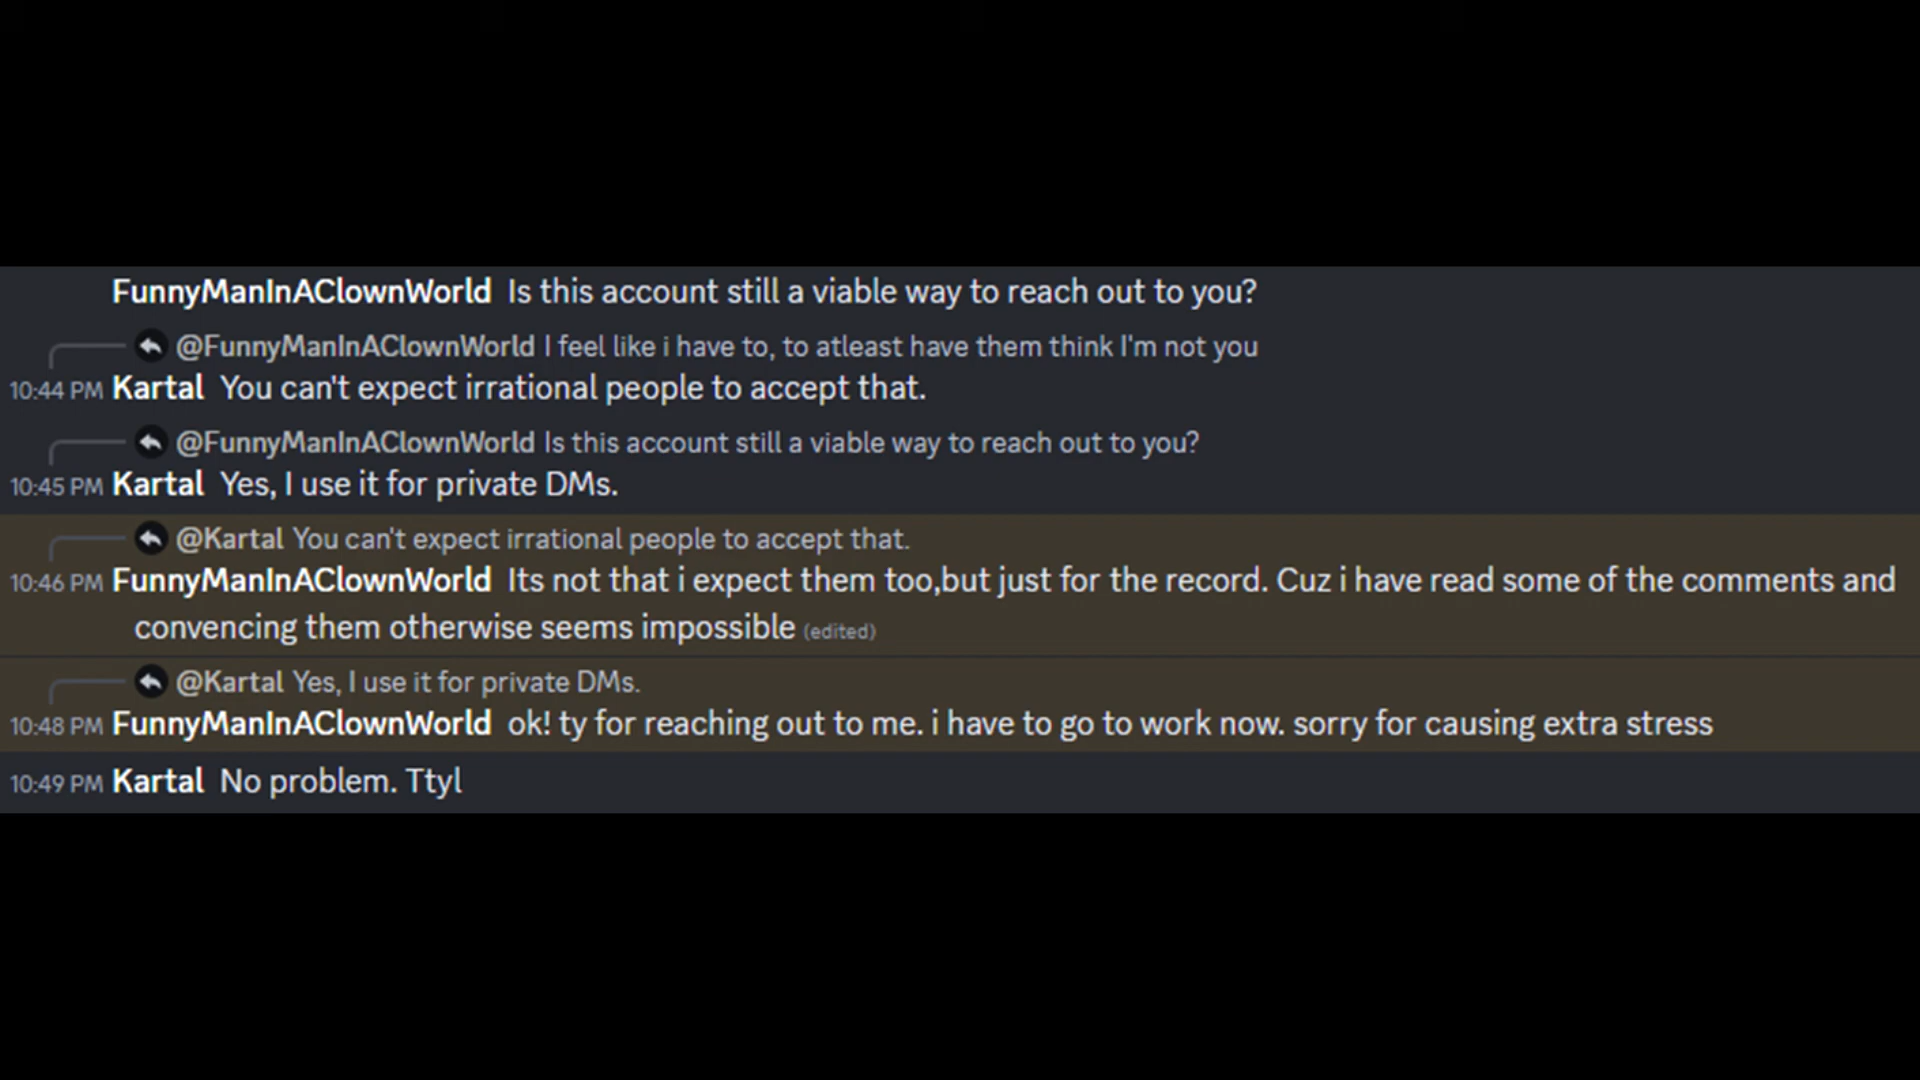 FunnyManInAClownWorld Is this account still a viable way to reach out to you?
@FunnyManInAClownWorld I feel like i have to, to atleast have them think I'm not you
10:44 PM Kartal You can't expect irrational people to accept that.
@FunnyManInAClownWorld Is this account still a viable way to reach out to you?
10:45 PM Kartal Yes, I use it for private DMs.
@Kartal You can't expect irrational people to accept that.
10:46 PM FunnyManInAClownWorld Its not that i expect them too,but just for the record. Cuz i have read some of the comments and
convencing them otherwise seems impossible (edited)
@Kartal Yes, I use it for private DMs.
10:48 PM FunnyManInAClownWorld ok! ty for reaching out to me. i have to go to work now. sorry for causing extra stress
10:49 PM Kartal No problem. Ttyl